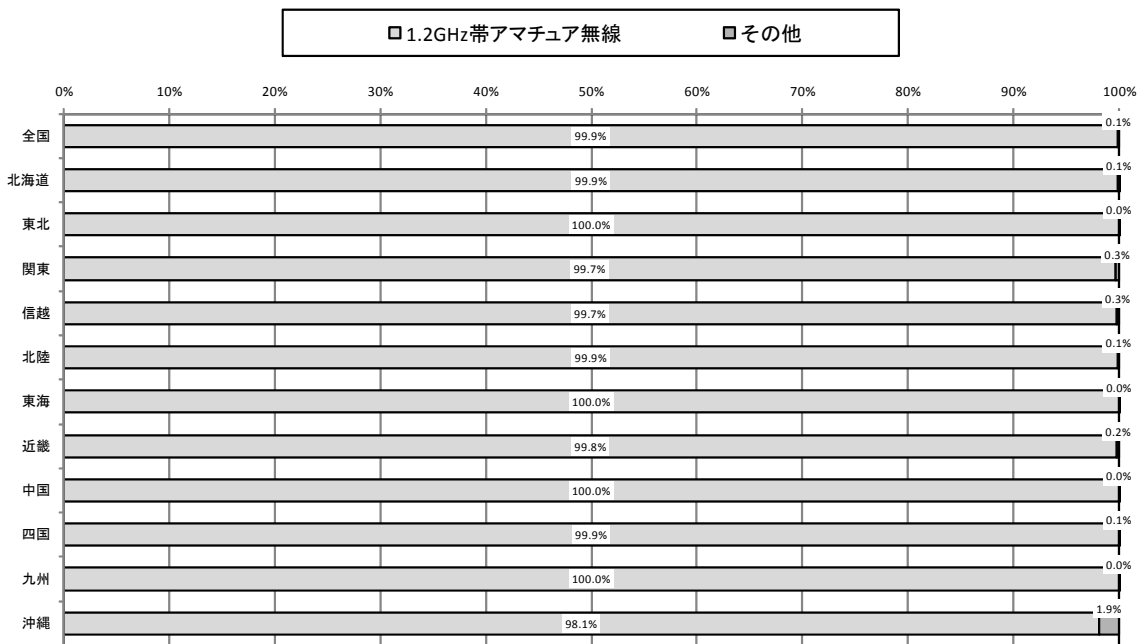 1.2GHz帯アマチュア無線 その他
0% 10% 20% 30% 40% 50% 60% 70% 80% 90% 100%
全国 99.9% 0.1%
北海道 99.9% 0.1%
東北 100.0% 0.0%
関東 99.7% 0.3%
信越 99.7% 0.3%
北陸 99.9% 0.1%
東海 100.0% 0.0%
近畿 99.8% 0.2%
中国 100.0% 0.0%
四国 99.9% 0.1%
九州 100.0% 0.0%
沖縄 98.1% 1.9%